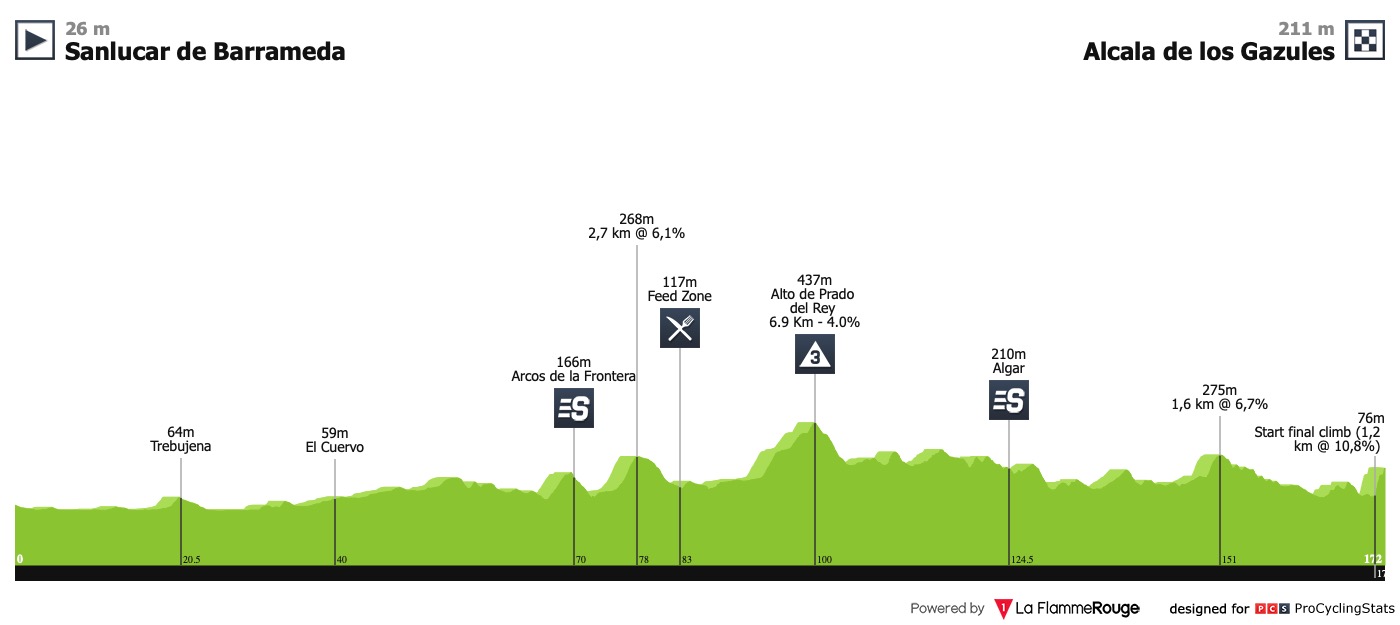 26 m
Sanlucar de Barrameda
211 m
Alcala de los Gazules
268m
2,7 km @ 6,1%
117m
Feed Zone
437m
Alto de Prado
del Rey
6.9 Km - 4.0%
3
166m
Arcos de la Frontera
S
210m
Algar
S
275m
1,6 km @ 6,7%
64m
Trebujena
59m
El Cuervo
76m
Start final climb (1,2
km @ 10,8%)
0
20.5
40
70
78
83
100
124.5
151
172
Powered by 1 La FlammeRouge
designed for PCS ProCyclingStats